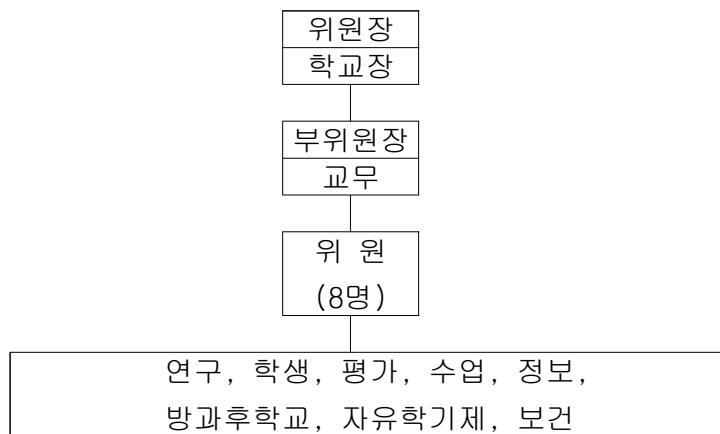 위원장
학교장
부위원장
교무
위 원
(8명)
연구, 학생, 평가, 수업, 정보,
방과후학교, 자유학기제, 보건